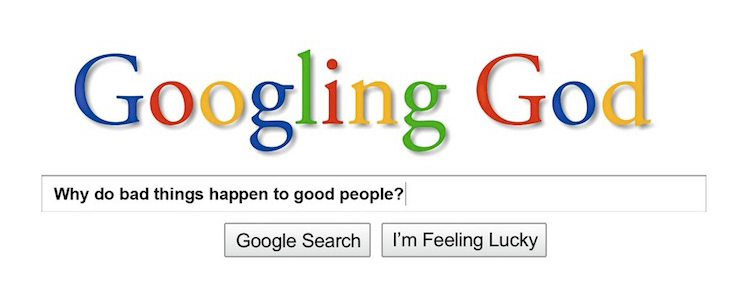 Googling God
Why do bad things happen to good people?
Google Search I'm Feeling Lucky